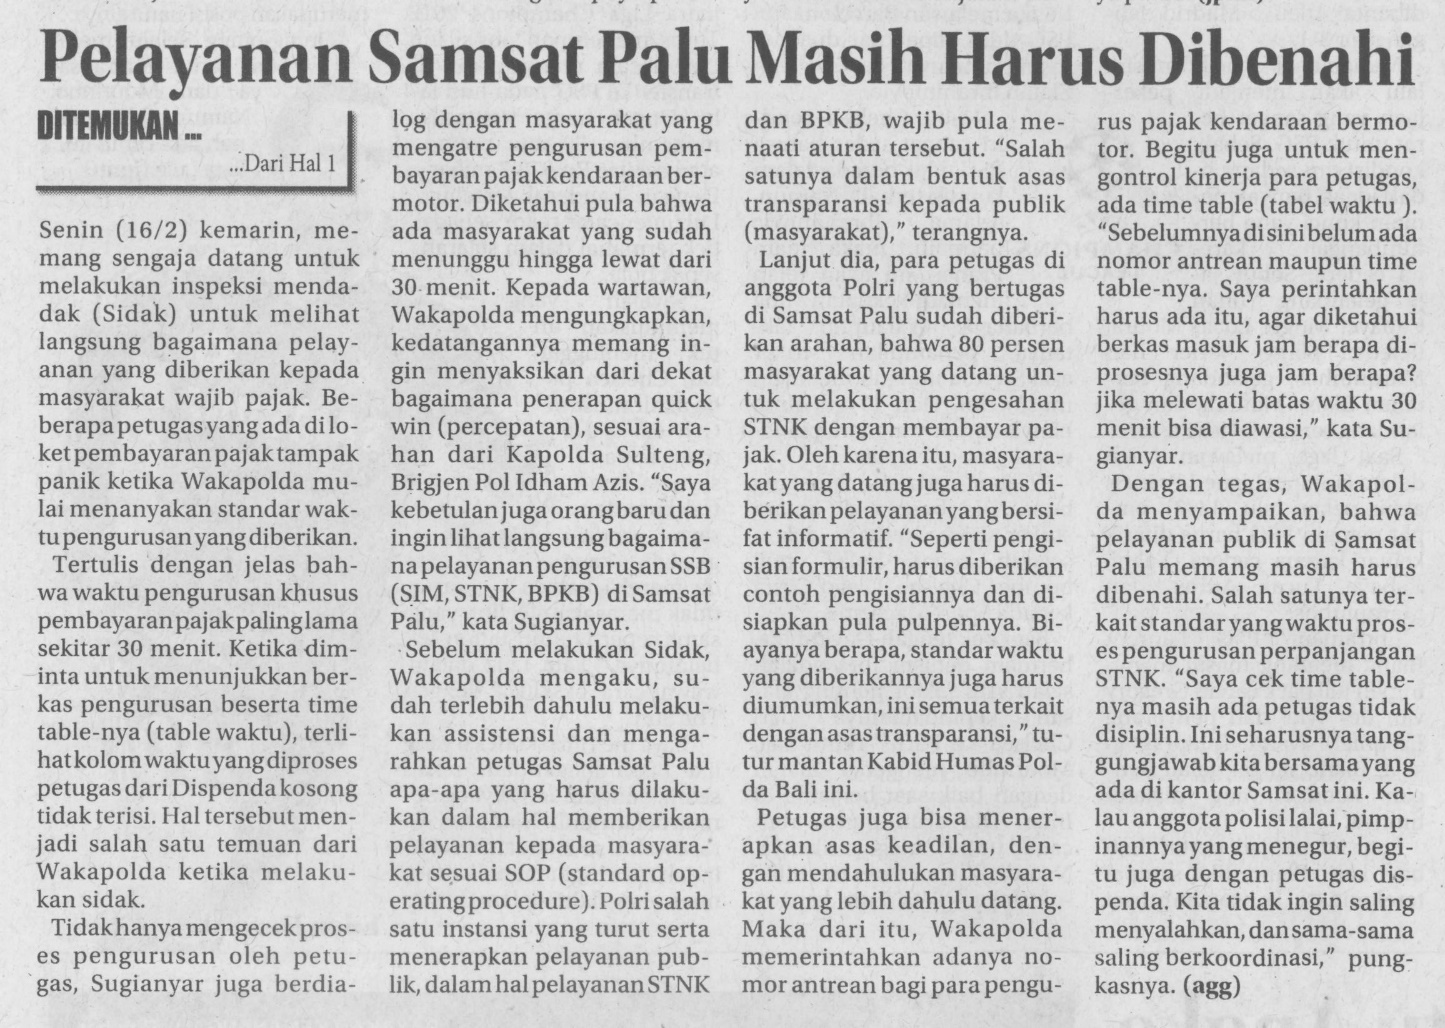 Pelayanan Samsat Palu Masih Harus Dibenahi
DITEMUKAN ...
...Dari Hal 1
Senin (16/2) kemarin, me-
mang sengaja datang untuk
melakukan inspeksi menda-
dak (Sidak) untuk melihat
langsung bagaimana pelay-
anan yang diberikan kepada
masyarakat wajib pajak. Be-
berapa petugas yang ada di lo-
ket pembayaran pajak tampak
panik ketika Wakapolda mu-
lai menanyakan standar wak-
tu pengurusan yang diberikan.
Tertulis dengan jelas bah-
wa waktu pengurusan khusus
pembayaran pajak paling lama
sekitar 30 menit. Ketika dim-
inta untuk menunjukkan ber-
kas pengurusan beserta time
table-nya (table waktu), terli-
hat kolom waktu yang diproses
petugas dari Dispenda kosong
tidak terisi. Hal tersebut men-
jadi salah satu temuan dari
Wakapolda ketika melaku-
kan sidak.
Tidak hanya mengecek pros-
es pengurusan oleh petu-
gas, Sugianyar juga berdia-
log dengan masyarakat yang
mengatre pengurusan pem-
bayaran pajak kendaraan ber-
motor. Diketahui pula bahwa
ada masyarakat yang sudah
menunggu hingga lewat dari
30 menit. Kepada wartawan,
Wakapolda mengungkapkan,
kedatangannya memang in-
gin menyaksikan dari dekat
bagaimana penerapan quick
win (percepatan), sesuai ara-
han dari Kapolda Sulteng,
Brigjen Pol Idham Azis. “Saya
kebetulan juga orang baru dan
ingin lihat langsung bagaima-
na pelayanan pengurusan SSB
(SIM, STNK, BPKB) di Samsat
Palu,” kata Sugianyar.
Sebelum melakukan Sidak,
Wakapolda mengaku, su-
dah terlebih dahulu melaku-
kan assistensi dan menga-
rahkan petugas Samsat Palu
apa-apa yang harus dilaku-
kan dalam hal memberikan
pelayanan kepada masyara-
kat sesuai SOP (standard op-
erating procedure). Polri salah
satu instansi yang turut serta
menerapkan pelayanan pub-
lik, dalam hal pelayanan STNK
dan BPKB, wajib pula me-
naati aturan tersebut. “Salah
satunya dalam bentuk asas
transparansi kepada publik
(masyarakat),” terangnya.
Lanjut dia, para petugas di
anggota Polri yang bertugas
di Samsat Palu sudah diberi-
kan arahan, bahwa 80 persen
masyarakat yang datang un-
tuk melakukan pengesahan
STNK dengan membayar pa-
jak. Oleh karena itu, masyara-
kat yang datang juga harus di-
berikan pelayanan yang bersi-
fat informatif. “Seperti pengi-
sian formulir, harus diberikan
contoh pengisiannya dan di-
siapkan pula pulpennya. Bi-
ayanya berapa, standar waktu
yang diberikannya juga harus
diumumkan, ini semua terkait
dengan asas transparansi,” tu-
tur mantan Kabid Humas Pol-
da Bali ini.
Petugas juga bisa mener-
apkan asas keadilan, den-
gan mendahulukan masyara-
kat yang lebih dahulu datang.
Maka dari itu, Wakapolda
memerintahkan adanya no-
mor antrean bagi para pengu-
rus pajak kendaraan bermo-
tor. Begitu juga untuk men-
gontrol kinerja para petugas,
ada time table (tabel waktu ).
“Sebelumnya di sini belum ada
nomor antrean maupun time
table-nya. Saya perintahkan
harus ada itu, agar diketahui
berkas masuk jam berapa di-
prosesnya juga jam berapa?
jika melewati batas waktu 30
menit bisa diawasi,” kata Su-
gianyar.
Dengan tegas, Wakapol-
da menyampaikan, bahwa
pelayanan publik di Samsat
Palu memang masih harus
dibenahi. Salah satunya ter-
kait standar yang waktu pros-
es pengurusan perpanjangan
STNK. “Saya cek time table-
nya masih ada petugas tidak
disiplin. Ini seharusnya tang-
gungjawab kita bersama yang
ada di kantor Samsat ini. Ka-
lau anggota polisi lalai, pimp-
inannya yang menegur, begi-
tu juga dengan petugas dis-
penda. Kita tidak ingin saling
menyalahkan, dan sama-sama
saling berkoordinasi,” pung-
kasnya. (agg)